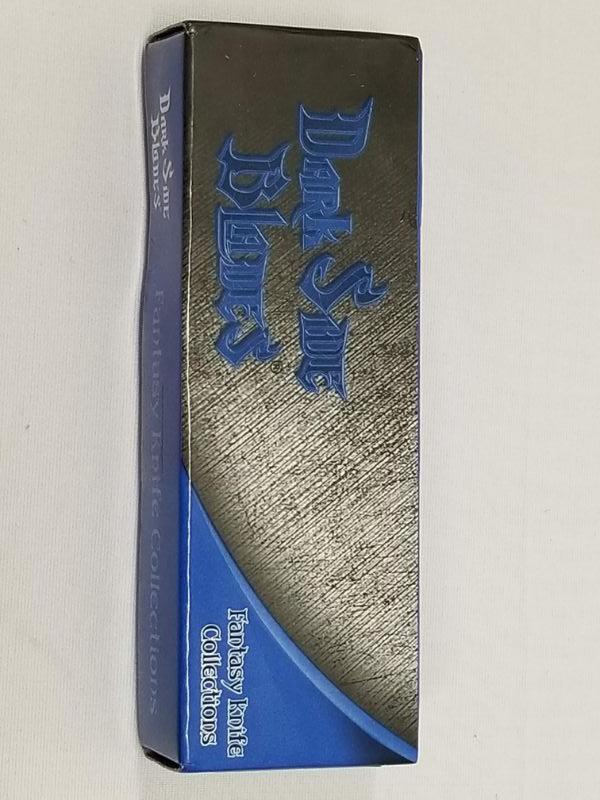 Dark Side
Blades®
Fantasy Knife
Collections
Dark Side
Blades
Fantasy Knife Collections